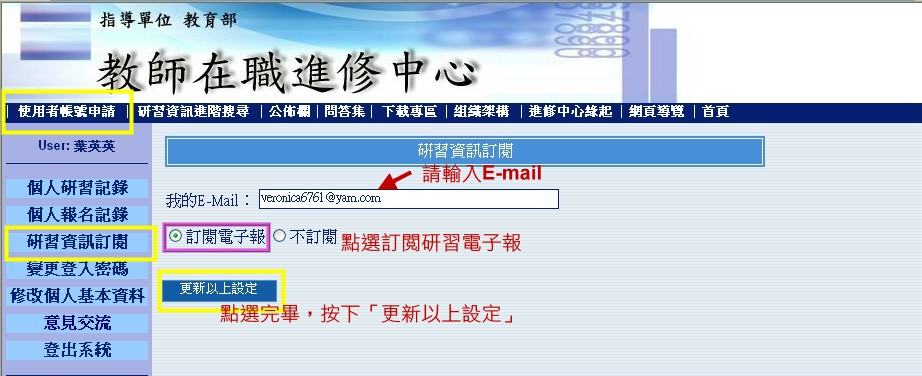 指導單位 教育部
教師在職進修中心
| 使用者帳號申請 | 研習資訊進階搜尋 | 公佈欄 | 問答集 | 下載專區 | 組織架構 | 進修中心緣起 | 網頁導覽 | 首頁
User: 葉英英
研習資訊訂閱
請輸入E-mail
個人研習記錄
我的E-Mail： veronica6761@yam.com
個人報名記錄
研習資訊訂閱
訂閱電子報 不訂閱 點選訂閱研習電子報
變更登入密碼
更新以上設定
修改個人基本資料
點選完畢，按下「更新以上設定」
意見交流
登出系統